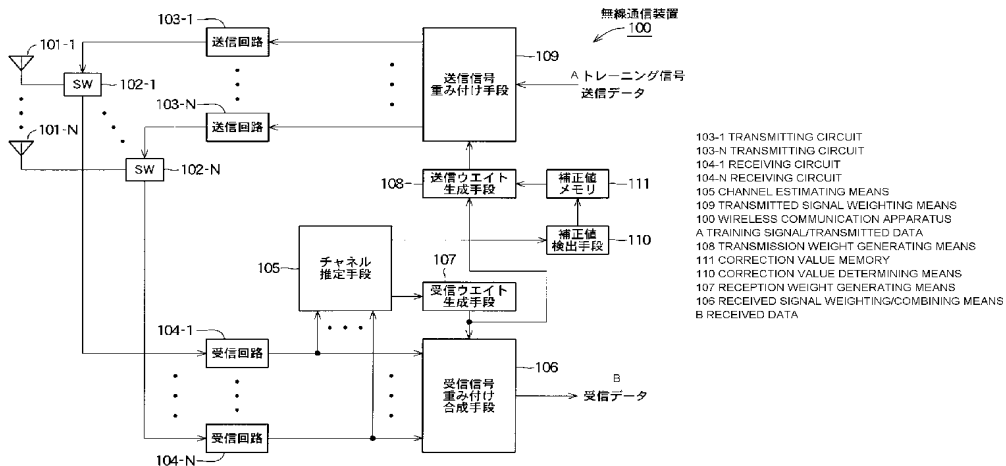 無線通信装置
100
103-1
送信回路
101-1
SW
102-1
109
送信信号
重み付け手段
A トレーニング信号
送信データ
103-N
送信回路
101-N
SW
102-N
108
送信ウエイト
生成手段
補正値
メモリ
111
補正値
検出手段
110
105
チャネル
推定手段
107
受信ウエイト
生成手段
104-1
受信回路
106
受信信号
重み付け
合成手段
B
受信データ
受信回路
104-N
103-1 TRANSMITTING CIRCUIT
103-N TRANSMITTING CIRCUIT
104-1 RECEIVING CIRCUIT
104-N RECEIVING CIRCUIT
105 CHANNEL ESTIMATING MEANS
109 TRANSMITTED SIGNAL WEIGHTING MEANS
100 WIRELESS COMMUNICATION APPARATUS
A TRAINING SIGNAL/TRANSMITTED DATA
108 TRANSMISSION WEIGHT GENERATING MEANS
111 CORRECTION VALUE MEMORY
110 CORRECTION VALUE DETERMINING MEANS
107 RECEPTION WEIGHT GENERATING MEANS
106 RECEIVED SIGNAL WEIGHTING/COMBINING MEANS
B RECEIVED DATA